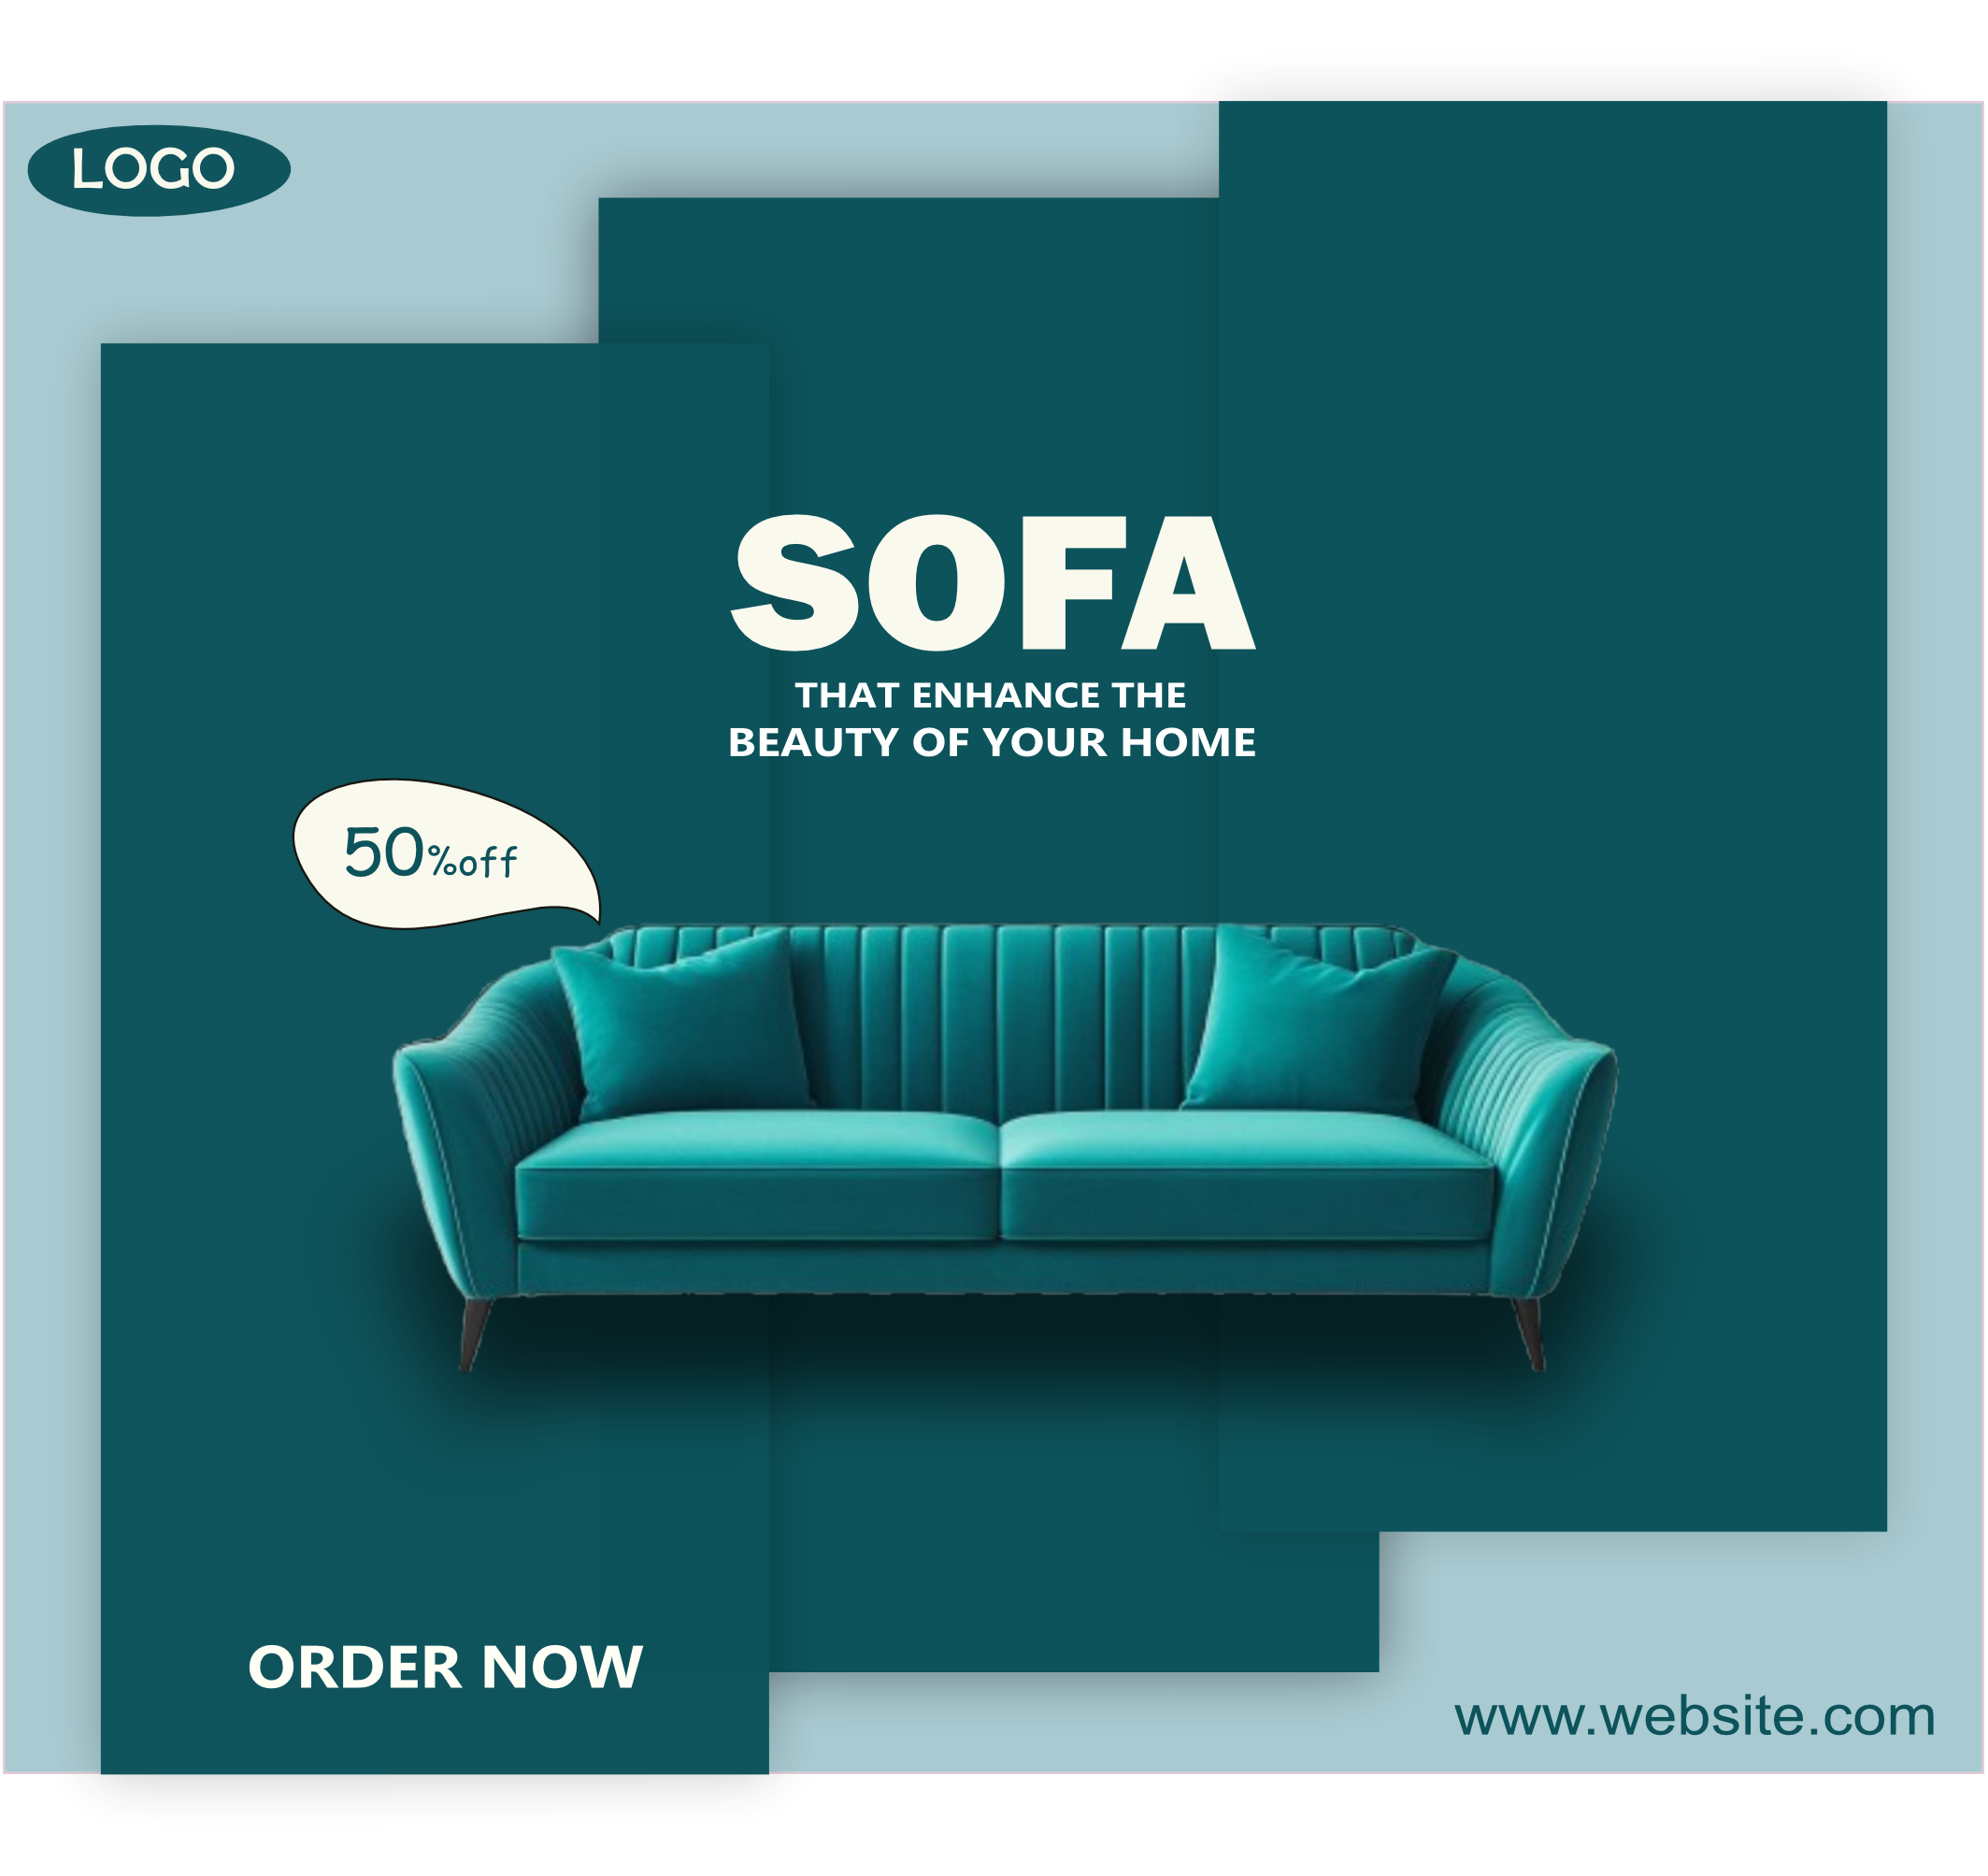 LOGO
SOFA
THAT ENHANCE THE
BEAUTY OF YOUR HOME
50%off
ORDER NOW
www.website.com